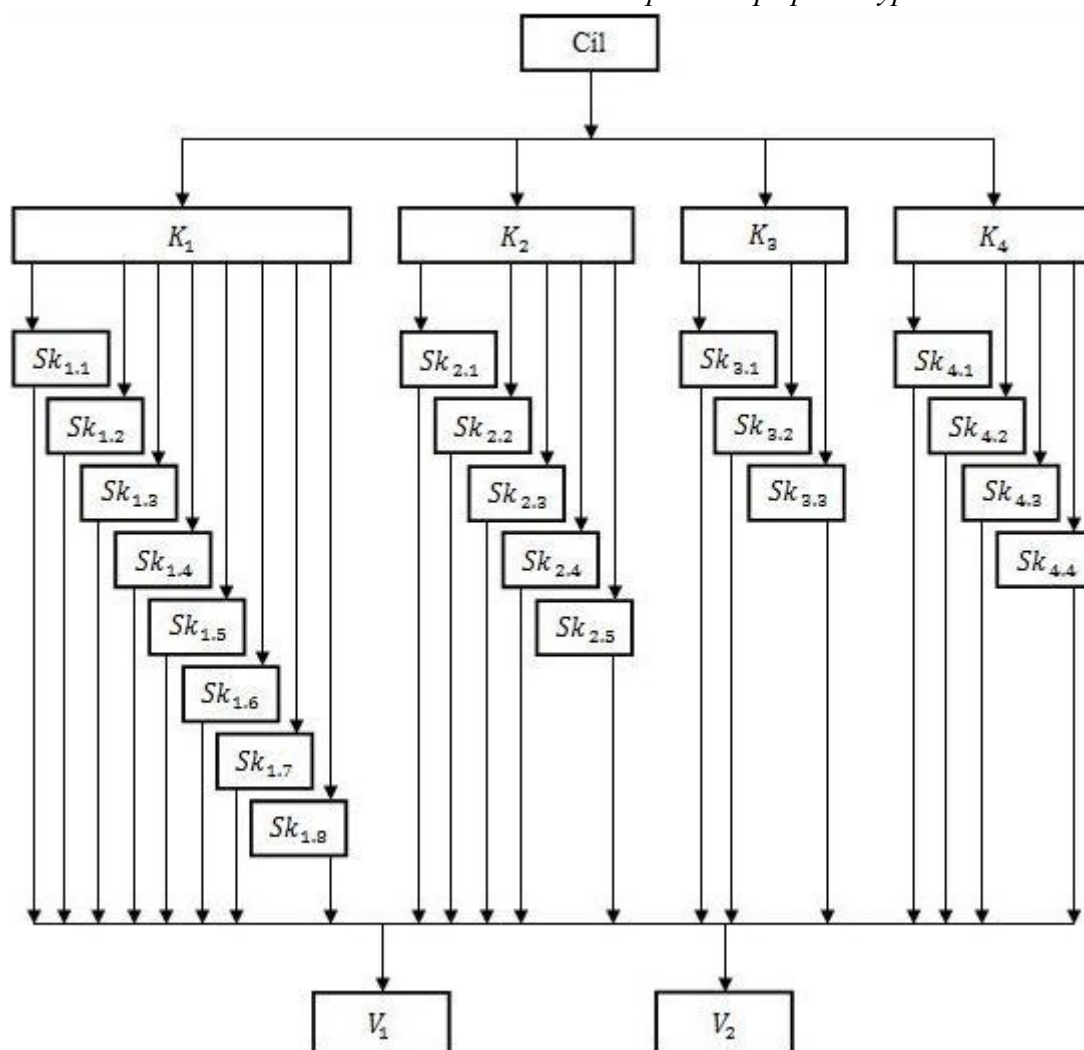 Cíl
K₁ K₂ K₃ K₄
Sk₁.₁ Sk₂.₁ Sk₃.₁ Sk₄.₁
Sk₁.₂ Sk₂.₂ Sk₃.₂ Sk₄.₂
Sk₁.₃ Sk₂.₃ Sk₃.₃ Sk₄.₃
Sk₁.₄ Sk₂.₄ Sk₄.₄
Sk₁.₅ Sk₂.₅
Sk₁.₆
Sk₁.₇
Sk₁.₈
V₁ V₂